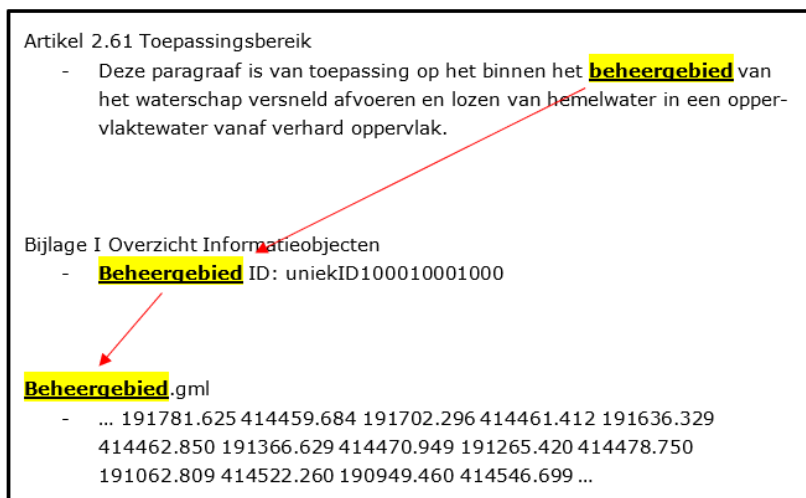 Artikel 2.61 Toepassingsbereik
- Deze paragraaf is van toepassing op het binnen het beheergebied van
het waterschap versneld afvoeren en lozen van hemelwater in een opper-
vlaktewater vanaf verhard oppervlak.
Bijlage I Overzicht Informatieobjecten
- Beheergebied ID: uniekID100010001000
Beheergebied.gml
- ... 191781.625 414459.684 191702.296 414461.412 191636.329
414462.850 191366.629 414470.949 191265.420 414478.750
191062.809 414522.260 190949.460 414546.699 ...